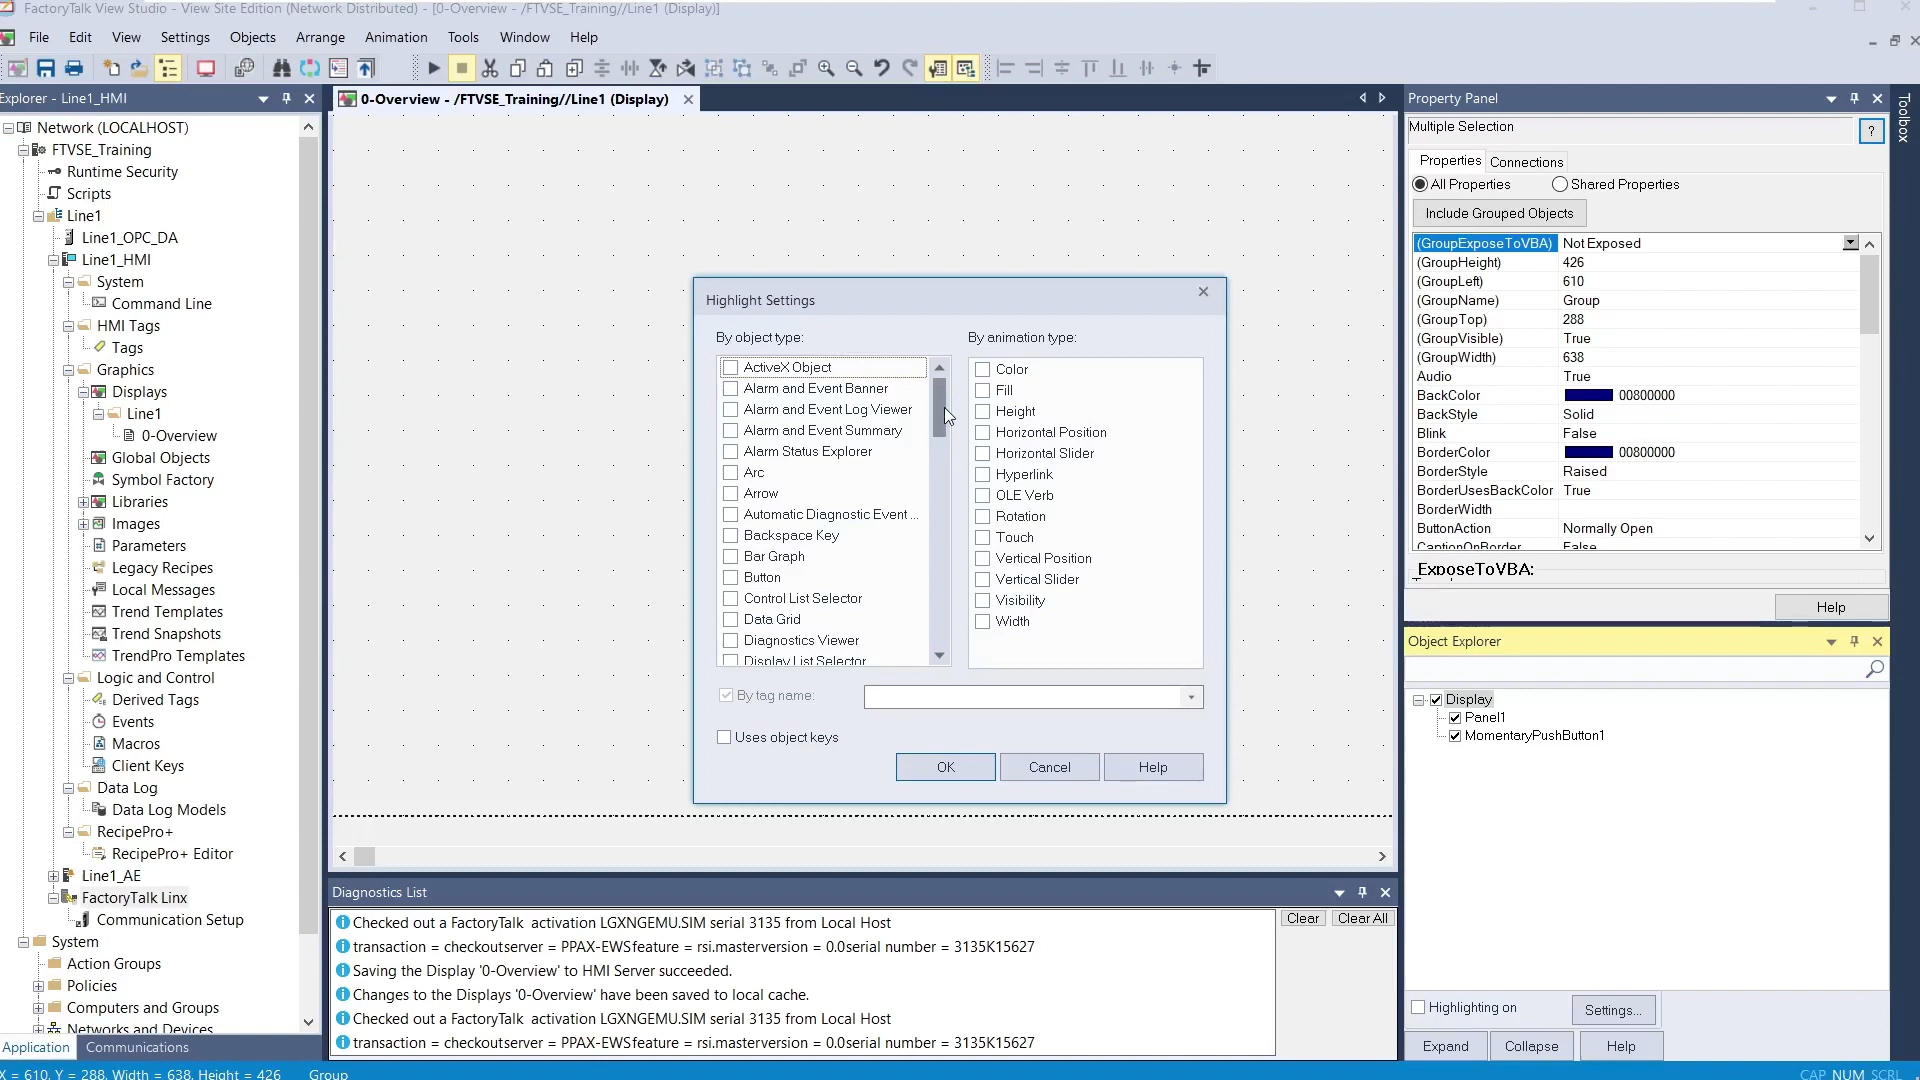 FactoryTalk View Studio - View Site Edition (Network Distributed) - [0-Overview - /FTVSE_Training//Line1 (Display)]
File Edit View Settings Objects Arrange Animation Tools Window Help
Explorer - Line1_HMI
Network (LOCALHOST)
FTVSE_Training
Runtime Security
Scripts
Line1
Line1_OPC_DA
Line1_HMI
System
Command Line
HMI Tags
Tags
Graphics
Displays
Line1
0-Overview
Global Objects
Symbol Factory
Libraries
Images
Parameters
Legacy Recipes
Local Messages
Trend Templates
Trend Snapshots
TrendPro Templates
Logic and Control
Derived Tags
Events
Macros
Client Keys
Data Log
Data Log Models
RecipePro+
RecipePro+ Editor
Line1_AE
FactoryTalk Linx
Communication Setup
System
Action Groups
Policies
Computers and Groups
Networks and Devices
Application Communications
0-Overview - /FTVSE_Training//Line1 (Display)
Highlight Settings
By object type:
ActiveX Object
Alarm and Event Banner
Alarm and Event Log Viewer
Alarm and Event Summary
Alarm Status Explorer
Arc
Arrow
Automatic Diagnostic Event ...
Backspace Key
Bar Graph
Button
Control List Selector
Data Grid
Diagnostics Viewer
Display List Selector
By animation type:
Color
Fill
Height
Horizontal Position
Horizontal Slider
Hyperlink
OLE Verb
Rotation
Touch
Vertical Position
Vertical Slider
Visibility
Width
By tag name:
Uses object keys
OK Cancel Help
Diagnostics List
Clear Clear All
Checked out a FactoryTalk activation LGXNGEMU.SIM serial 3135 from Local Host
transaction = checkoutserver = PPAX-EWSfeature = rsi.masterversion = 0.0serial number = 3135K15627
Saving the Display '0-Overview' to HMI Server succeeded.
Changes to the Displays '0-Overview' have been saved to local cache.
Checked out a FactoryTalk activation LGXNGEMU.SIM serial 3135 from Local Host
transaction = checkoutserver = PPAX-EWSfeature = rsi.masterversion = 0.0serial number = 3135K15627
Property Panel
Toolbox
Multiple Selection
?
Properties Connections
All Properties Shared Properties
Include Grouped Objects
(GroupExposeToVBA) Not Exposed
(GroupHeight) 426
(GroupLeft) 610
(GroupName) Group
(GroupTop) 288
(GroupVisible) True
(GroupWidth) 638
Audio True
BackColor 00800000
BackStyle Solid
Blink False
BorderColor 00800000
BorderStyle Raised
BorderUsesBackColor True
BorderWidth
ButtonAction Normally Open
CaptionOnBorder False
ExposeToVBA:
Help
Object Explorer
Display
Panel1
MomentaryPushButton1
Highlighting on Settings...
Expand Collapse Help
X = 610, Y = 288, Width = 638, Height = 426 Group
CAP NUM SCRL